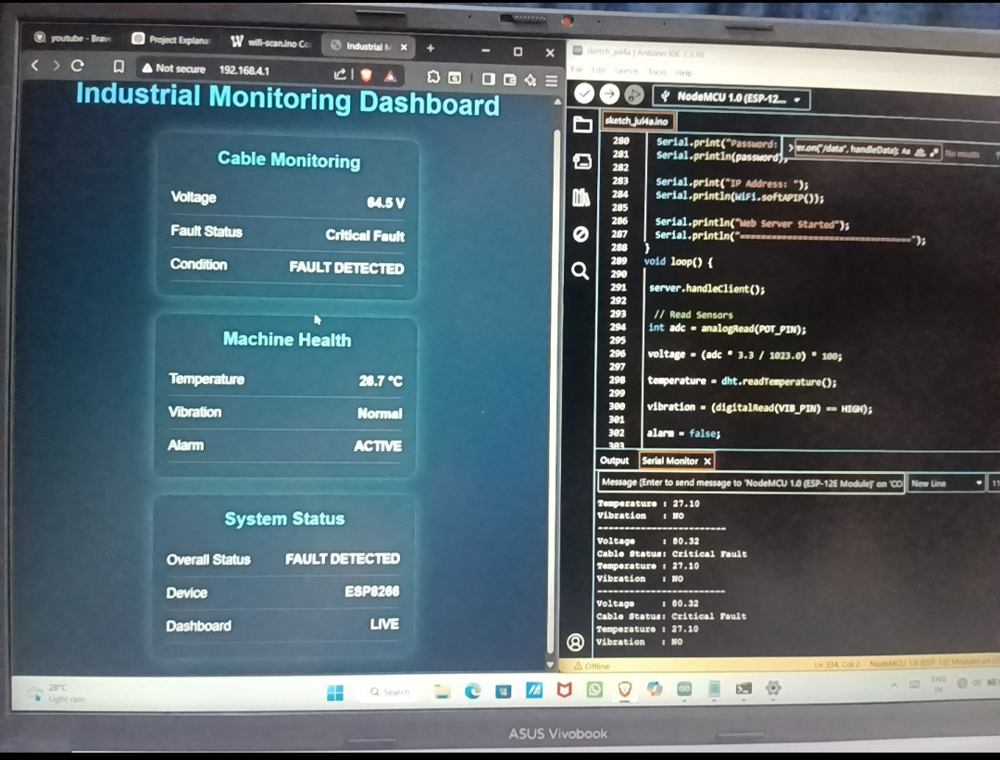 youtube - Brav
Project Explana
wifi-scan.ino Co
Industrial M
Not secure 192.168.4.1
Industrial Monitoring Dashboard
Cable Monitoring
Voltage 64.5 V
Fault Status Critical Fault
Condition FAULT DETECTED
Machine Health
Temperature 26.7 °C
Vibration Normal
Alarm ACTIVE
System Status
Overall Status FAULT DETECTED
Device ESP8266
Dashboard LIVE
sketch_jul4a | Arduino IDE 2.3.10
File Edit Sketch Tools Help
NodeMCU 1.0 (ESP-12...
sketch_jul4a.ino
er.on("/data", handleData); Aa No results
280 Serial.print("Password:
281 Serial.println(password);
282
283 Serial.print("IP Address: ");
284 Serial.println(WiFi.softAPIP());
285
286 Serial.println("Web Server Started");
287 Serial.println("==============================");
288 }
289 void loop() {
290
291 server.handleClient();
292
293 // Read Sensors
294 int adc = analogRead(POT_PIN);
295
296 voltage = (adc * 3.3 / 1023.0) * 100;
297
298 temperature = dht.readTemperature();
299
300 vibration = (digitalRead(VIB_PIN) == HIGH);
301
302 alarm = false;
303
Output Serial Monitor X
Message (Enter to send message to 'NodeMCU 1.0 (ESP-12E Module)' on 'CO New Line 11
Temperature : 27.10
Vibration : NO
-----------------------
Voltage : 80.32
Cable Status: Critical Fault
Temperature : 27.10
Vibration : NO
-----------------------
Voltage : 80.32
Cable Status: Critical Fault
Temperature : 27.10
Vibration : NO
Offline
Ln 334, Col 2 NodeMCU 1.0 (ESP-12E Module) on
28°C
Light rain
Search
ENG
IN
ASUS Vivobook